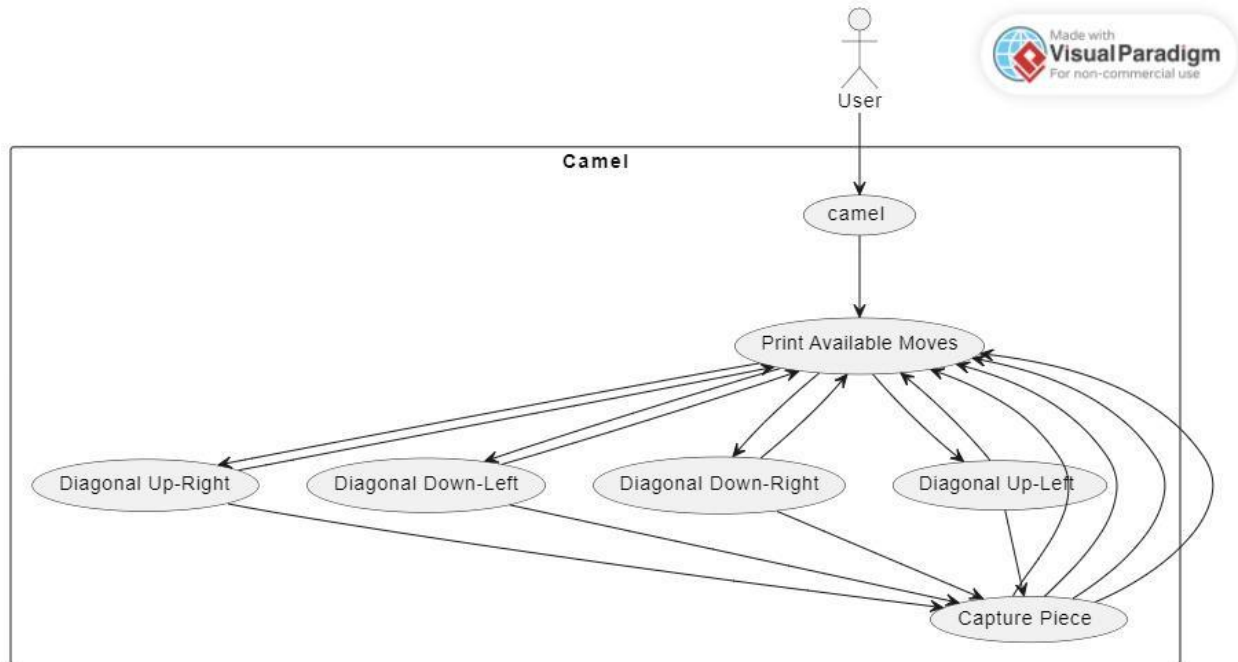 Made with
Visual Paradigm
For non-commercial use
User
Camel
camel
Print Available Moves
Diagonal Up-Right
Diagonal Down-Left
Diagonal Down-Right
Diagonal Up-Left
Capture Piece